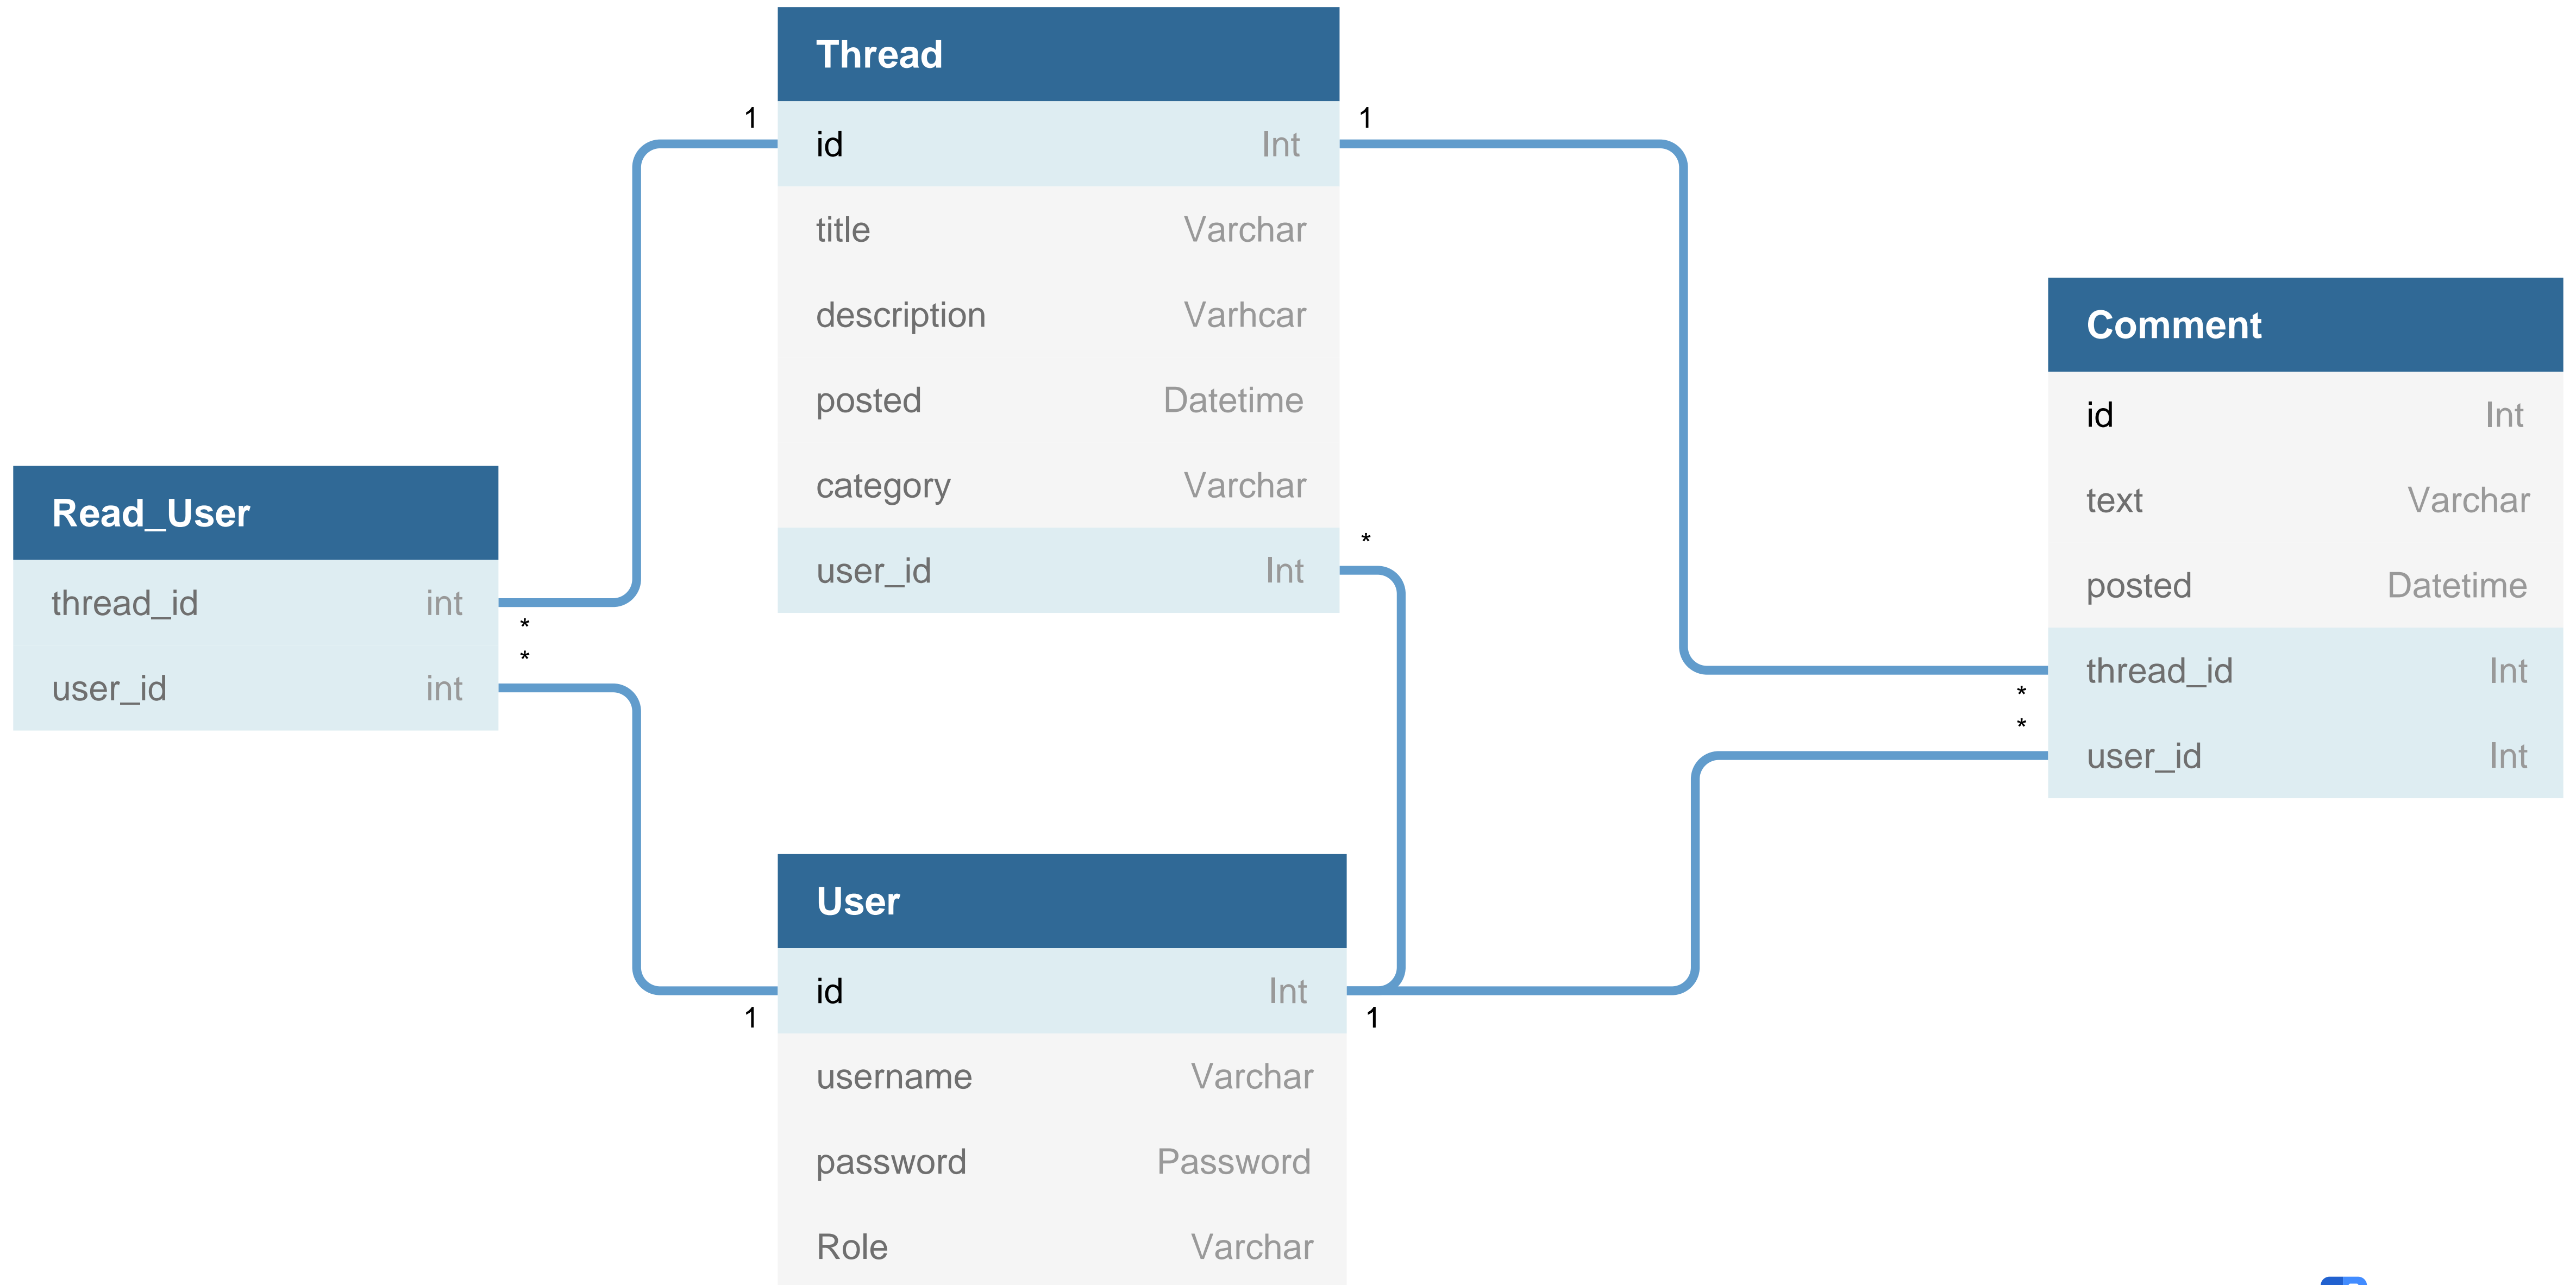 Thread
1
1
id Int
title Varchar
description Varhcar
posted Datetime
category Varchar
*
user_id Int
Comment
id Int
text Varchar
posted Datetime
thread_id Int
*
*
user_id Int
Read_User
thread_id int
*
*
user_id int
User
id Int
1
1
username Varchar
password Password
Role Varchar